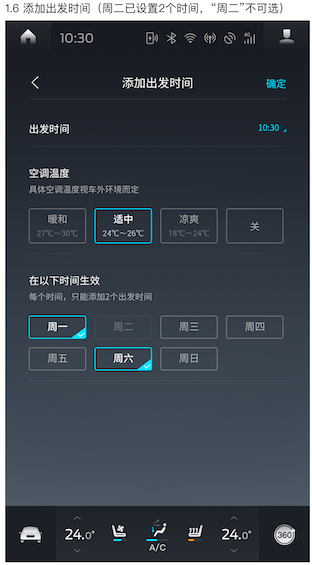 1.6 添加出发时间（周二已设置2个时间，“周二”不可选）
10:30 4G
添加出发时间 确定
出发时间 10:30
空调温度
具体空调温度视车外环境而定
暖和 适中 凉爽 关
27℃～30℃ 24℃～26℃ 18℃～24℃
在以下时间生效
每个时间，只能添加2个出发时间
周一 周二 周三 周四
周五 周六 周日
24.0° A/C 24.0° 360°